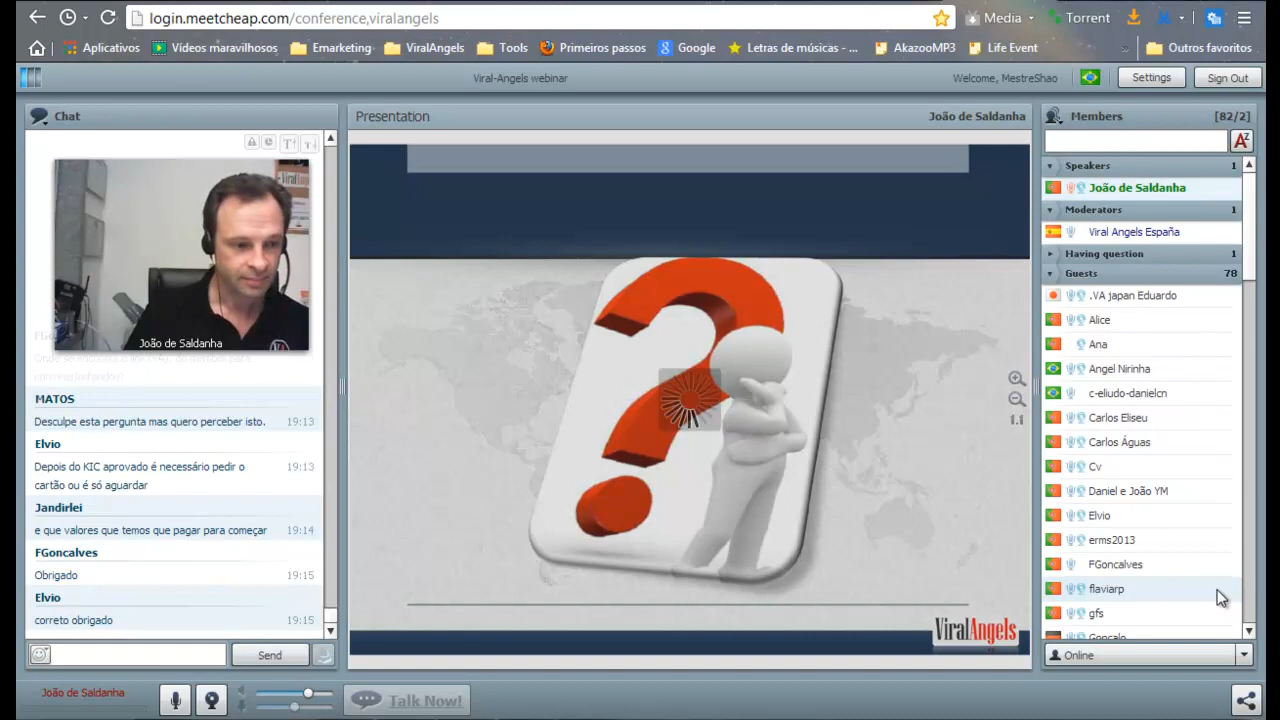 login.meetcheap.com/conference,viralangels
Media
Torrent
Aplicativos
Vídeos maravilhosos
Emarketing
ViralAngels
Tools
Primeiros passos
Google
Letras de músicas - ...
AkazooMP3
Life Event
»
Outros favoritos
Viral-Angels webinar
Welcome, MestreShao
Settings
Sign Out
Chat
Presentation
João de Saldanha
Members
[82/2]
Speakers 1
João de Saldanha
Moderators 1
Viral Angels España
Having question 1
Guests 78
.VA japan Eduardo
Alice
Ana
Angel Nirinha
c-eliudo-danielcn
Carlos Eliseu
Carlos Águas
Cv
Daniel e João YM
Elvio
erms2013
FGoncalves
flaviarp
gfs
Goncalo
Online
João de Saldanha
MATOS
Desculpe esta pergunta mas quero perceber isto. 19:13
Elvio
Depois do KIC aprovado é necessário pedir o 19:13
cartão ou é só aguardar
Jandirlei
e que valores que temos que pagar para começar 19:14
FGoncalves
Obrigado 19:15
Elvio
correto obrigado 19:15
Send
1.1
ViralAngels
João de Saldanha
Talk Now!